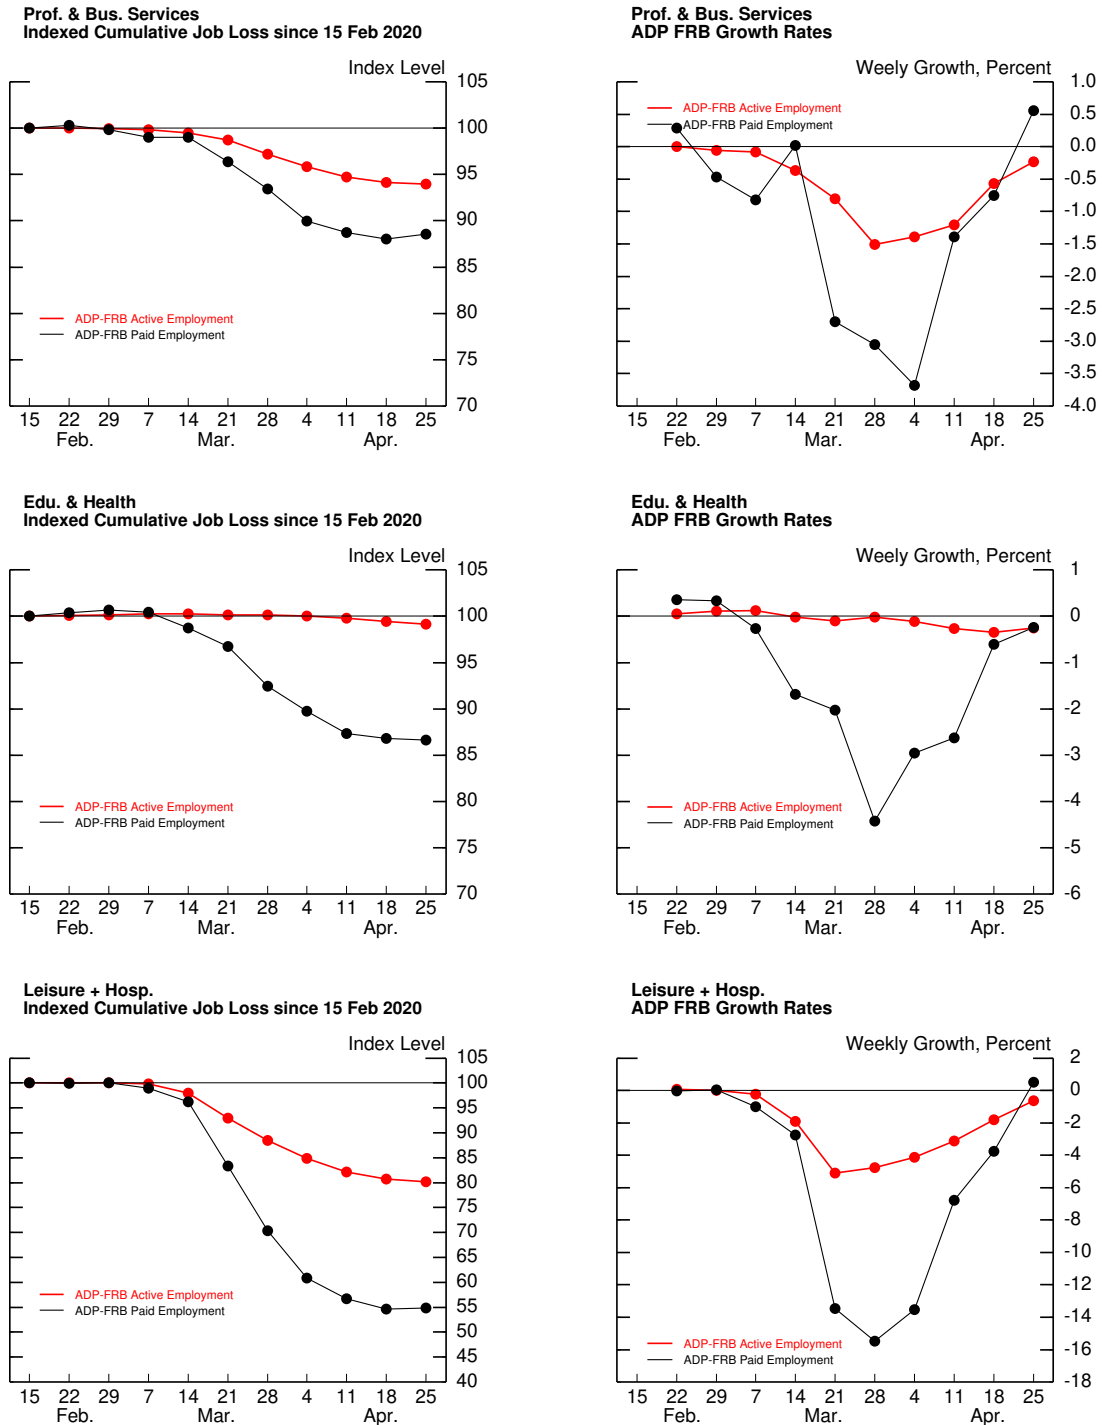 Prof. & Bus. Services
Indexed Cumulative Job Loss since 15 Feb 2020
Index Level
105
100
95
90
85
80
75
70
ADP-FRB Active Employment
ADP-FRB Paid Employment
15 22 29 7 14 21 28 4 11 18 25
Feb. Mar. Apr.
Prof. & Bus. Services
ADP FRB Growth Rates
Weely Growth, Percent
1.0
0.5
0.0
-0.5
-1.0
-1.5
-2.0
-2.5
-3.0
-3.5
-4.0
ADP-FRB Active Employment
ADP-FRB Paid Employment
15 22 29 7 14 21 28 4 11 18 25
Feb. Mar. Apr.
Edu. & Health
Indexed Cumulative Job Loss since 15 Feb 2020
Index Level
105
100
95
90
85
80
75
70
ADP-FRB Active Employment
ADP-FRB Paid Employment
15 22 29 7 14 21 28 4 11 18 25
Feb. Mar. Apr.
Edu. & Health
ADP FRB Growth Rates
Weely Growth, Percent
1
0
-1
-2
-3
-4
-5
-6
ADP-FRB Active Employment
ADP-FRB Paid Employment
15 22 29 7 14 21 28 4 11 18 25
Feb. Mar. Apr.
Leisure + Hosp.
Indexed Cumulative Job Loss since 15 Feb 2020
Index Level
105
100
95
90
85
80
75
70
65
60
55
50
45
40
ADP-FRB Active Employment
ADP-FRB Paid Employment
15 22 29 7 14 21 28 4 11 18 25
Feb. Mar. Apr.
Leisure + Hosp.
ADP FRB Growth Rates
Weekly Growth, Percent
2
0
-2
-4
-6
-8
-10
-12
-14
-16
-18
ADP-FRB Active Employment
ADP-FRB Paid Employment
15 22 29 7 14 21 28 4 11 18 25
Feb. Mar. Apr.